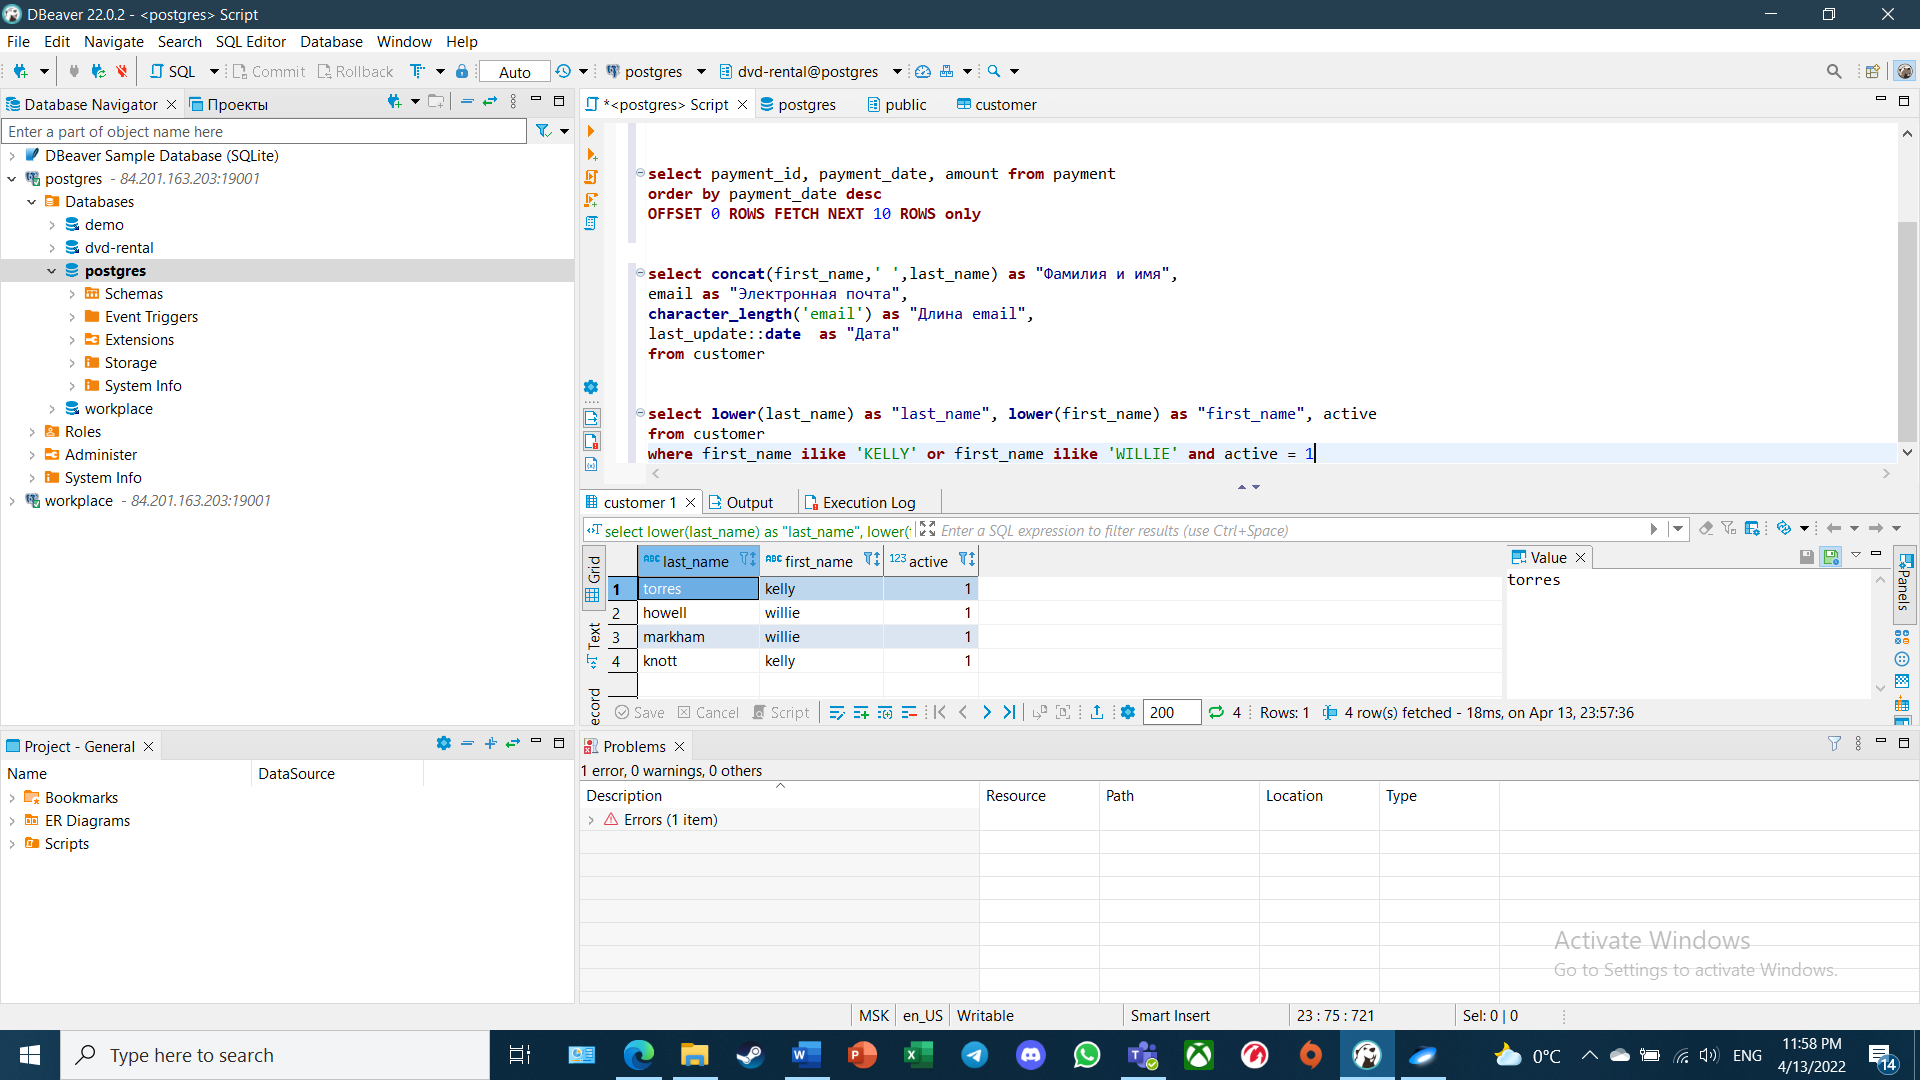 DBeaver 22.0.2 - <postgres> Script
File Edit Navigate Search SQL Editor Database Window Help
SQL Commit Rollback Auto postgres dvd-rental@postgres
Database Navigator Проекты
Enter a part of object name here
DBeaver Sample Database (SQLite)
postgres - 84.201.163.203:19001
Databases
demo
dvd-rental
postgres
Schemas
Event Triggers
Extensions
Storage
System Info
workplace
Roles
Administer
System Info
workplace - 84.201.163.203:19001
*<postgres> Script postgres public customer
select payment_id, payment_date, amount from payment
order by payment_date desc
OFFSET 0 ROWS FETCH NEXT 10 ROWS only
select concat(first_name,' ',last_name) as "Фамилия и имя",
email as "Электронная почта",
character_length('email') as "Длина email",
last_update::date  as "Дата"
from customer
select lower(last_name) as "last_name", lower(first_name) as "first_name", active
from customer
where first_name ilike 'KELLY' or first_name ilike 'WILLIE' and active = 1
customer 1 Output Execution Log
select lower(last_name) as "last_name", lower( Enter a SQL expression to filter results (use Ctrl+Space)
Grid
Text
ecord
ABC last_name ABC first_name 123 active
1 torres kelly 1
2 howell willie 1
3 markham willie 1
4 knott kelly 1
Value
torres
Panels
Save Cancel Script 200 4 Rows: 1 4 row(s) fetched - 18ms, on Apr 13, 23:57:36
Project - General
Name DataSource
Bookmarks
ER Diagrams
Scripts
Problems
1 error, 0 warnings, 0 others
Description Resource Path Location Type
Errors (1 item)
Activate Windows
Go to Settings to activate Windows.
MSK en_US Writable Smart Insert 23 : 75 : 721 Sel: 0 | 0
Type here to search
0°C ENG
11:58 PM
4/13/2022
14